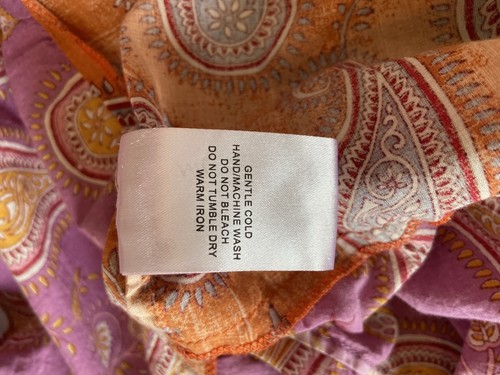 GENTLE COLD
HAND/MACHINE WASH
DO NOT BLEACH
DO NOT TUMBLE DRY
WARM IRON